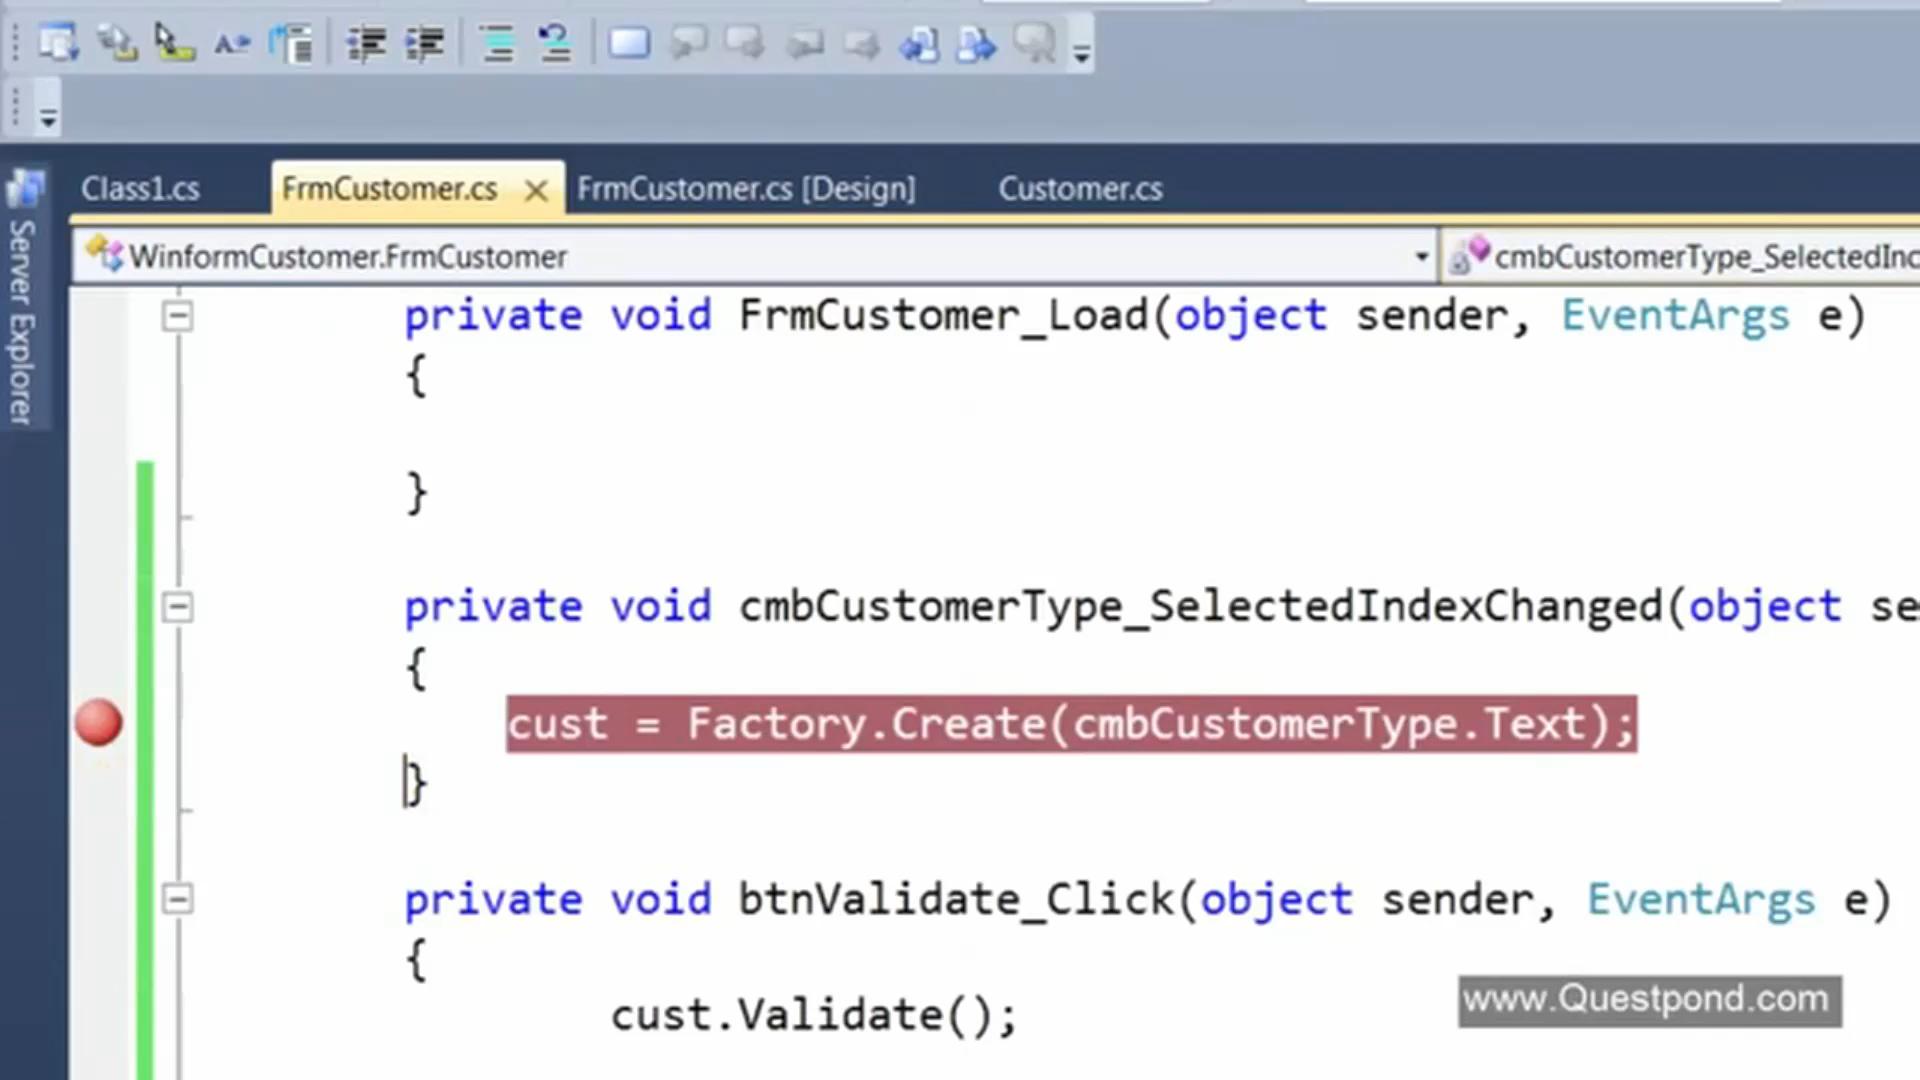 Class1.cs
FrmCustomer.cs
FrmCustomer.cs [Design]
Customer.cs
Server Explorer
WinformCustomer.FrmCustomer
cmbCustomerType_SelectedInd
private void FrmCustomer_Load(object sender, EventArgs e)
{
}
private void cmbCustomerType_SelectedIndexChanged(object se
{
cust = Factory.Create(cmbCustomerType.Text);
}
private void btnValidate_Click(object sender, EventArgs e)
{
cust.Validate();
www.Questpond.com